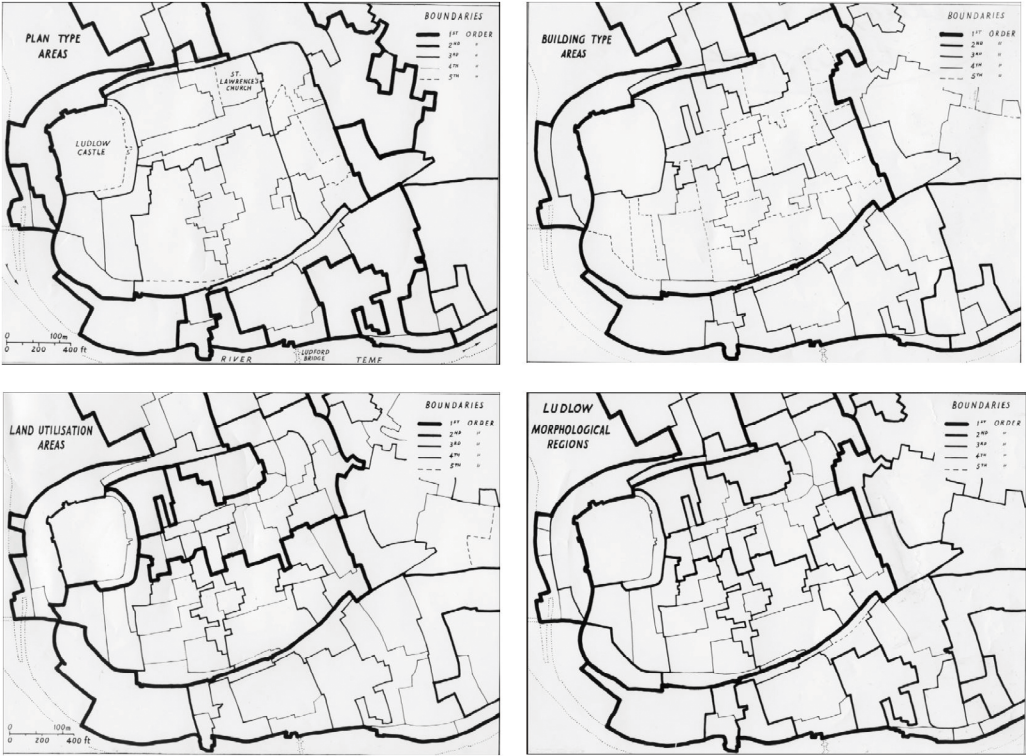 PLAN TYPE
AREAS
BOUNDARIES
1ST ORDER
2ND "
3RD "
4TH "
5TH "
ST.
LAWRENCE'S
CHURCH
LUDLOW
CASTLE
0 100m
0 200 400 ft
RIVER
LUDFORD
BRIDGE
TEME
BUILDING TYPE
AREAS
BOUNDARIES
1ST ORDER
2ND "
3RD "
4TH "
5TH "
LAND UTILISATION
AREAS
BOUNDARIES
1ST ORDER
2ND "
3RD "
4TH "
5TH "
0 100m
0 200 400 ft
LUDLOW
MORPHOLOGICAL
REGIONS
BOUNDARIES
1ST ORDER
2ND "
3RD "
4TH "
5TH "